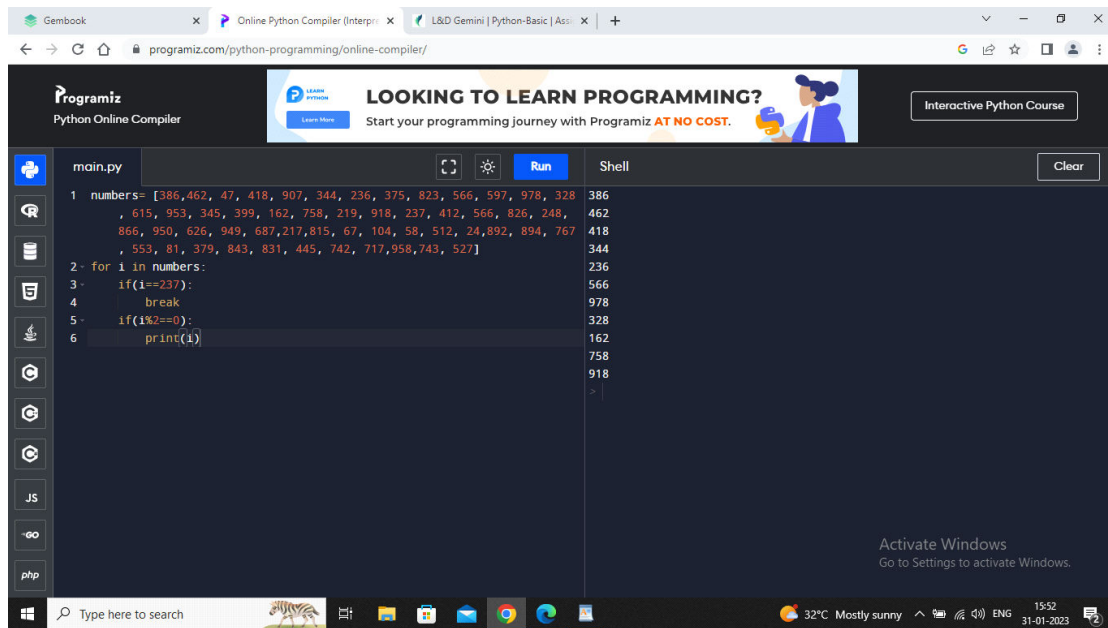 Gembook
Online Python Compiler (Interpre
L&D Gemini | Python-Basic | Assi
programiz.com/python-programming/online-compiler/
Programiz
Python Online Compiler
LEARN
PYTHON
Learn More
LOOKING TO LEARN PROGRAMMING?
Start your programming journey with Programiz AT NO COST.
Interactive Python Course
main.py
Run
Shell
Clear
1 numbers= [386,462, 47, 418, 907, 344, 236, 375, 823, 566, 597, 978, 328
, 615, 953, 345, 399, 162, 758, 219, 918, 237, 412, 566, 826, 248,
866, 950, 626, 949, 687,217,815, 67, 104, 58, 512, 24,892, 894, 767
, 553, 81, 379, 843, 831, 445, 742, 717,958,743, 527]
2 for i in numbers:
3 if(i==237):
4 break
5 if(i%2==0):
6 print(i)
386
462
418
344
236
566
978
328
162
758
918
>
JS
GO
php
Activate Windows
Go to Settings to activate Windows.
Type here to search
32°C Mostly sunny
ENG
15:52
31-01-2023
2